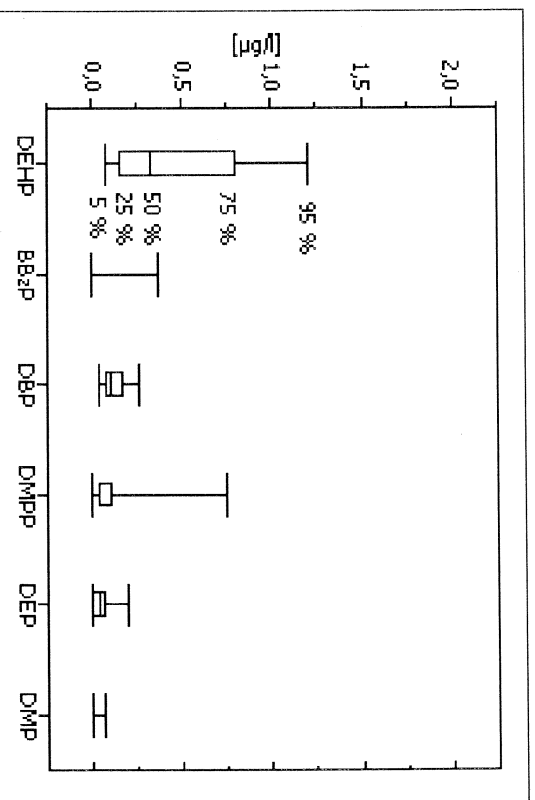 [µg/l]
2,0
1,5
1,0
0,5
0,0
95 %
75 %
50 %
25 %
5 %
DEHP
BBzP
DBP
DMPP
DEP
DMP